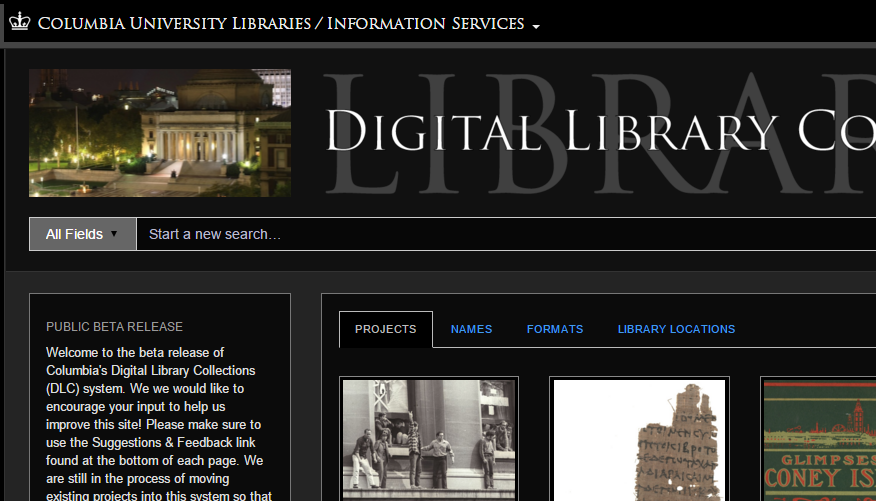 COLUMBIA UNIVERSITY LIBRARIES / INFORMATION SERVICES
LIBRAR
DIGITAL LIBRARY CO
All Fields
Start a new search...
PUBLIC BETA RELEASE
Welcome to the beta release of
Columbia's Digital Library Collections
(DLC) system. We we would like to
encourage your input to help us
improve this site! Please make sure to
use the Suggestions & Feedback link
found at the bottom of each page. We
are still in the process of moving
existing projects into this system so that
PROJECTS
NAMES
FORMATS
LIBRARY LOCATIONS
GLIMPSES
CONEY IS